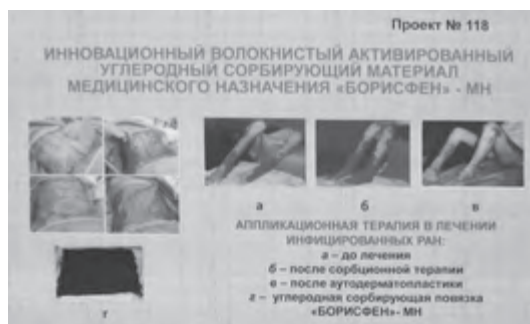 Проект № 118
ИННОВАЦИОННЫЙ ВОЛОКНИСТЫЙ АКТИВИРОВАННЫЙ
УГЛЕРОДНЫЙ СОРБИРУЮЩИЙ МАТЕРИАЛ
МЕДИЦИНСКОГО НАЗНАЧЕНИЯ «БОРИСФЕН» - МН
а
б
в
АППЛИКАЦИОННАЯ ТЕРАПИЯ В ЛЕЧЕНИИ
ИНФИЦИРОВАННЫХ РАН:
а – до лечения
б – после сорбционной терапии
в – после аутодерматопластики
г – углеродная сорбирующая повязка
«БОРИСФЕН»- МН
г